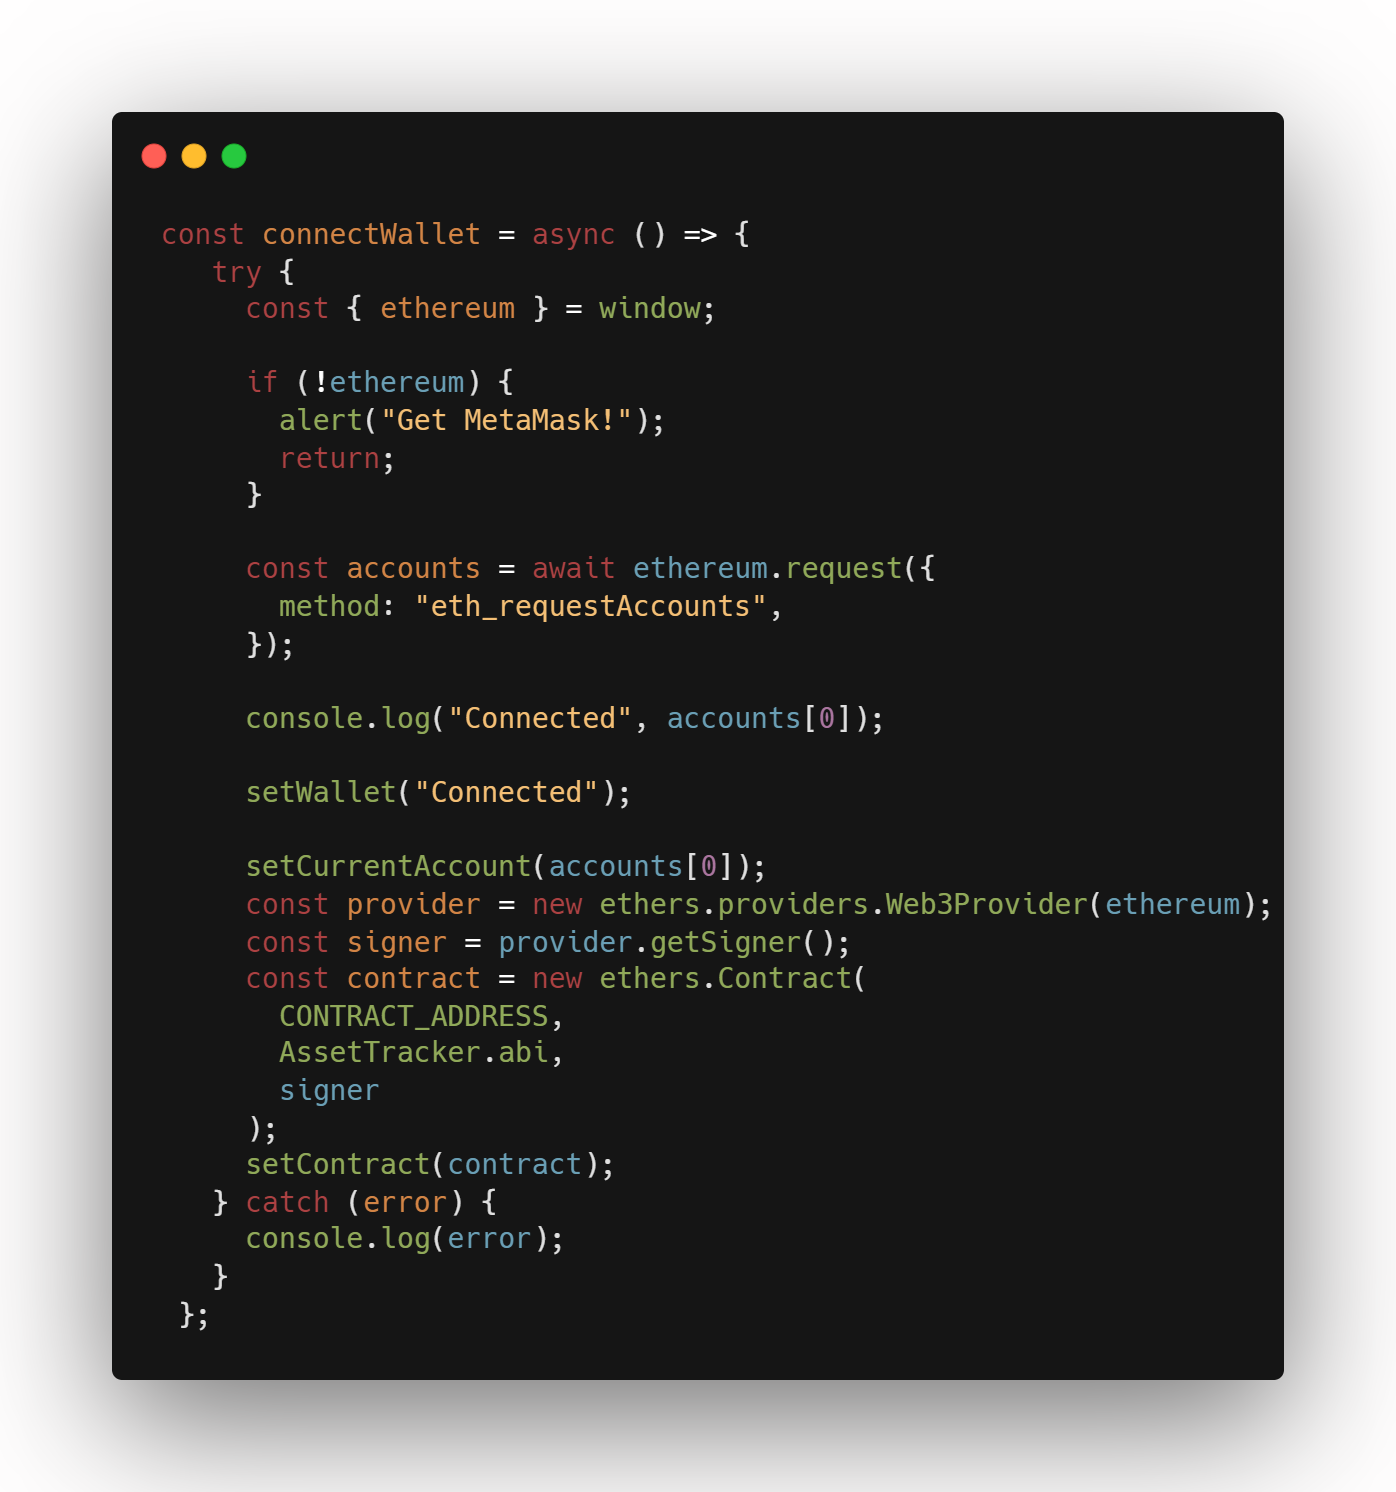 const connectWallet = async () => {
   try {
     const { ethereum } = window;

     if (!ethereum) {
       alert("Get MetaMask!");
       return;
     }

     const accounts = await ethereum.request({
       method: "eth_requestAccounts",
     });

     console.log("Connected", accounts[0]);

     setWallet("Connected");

     setCurrentAccount(accounts[0]);
     const provider = new ethers.providers.Web3Provider(ethereum);
     const signer = provider.getSigner();
     const contract = new ethers.Contract(
       CONTRACT_ADDRESS,
       AssetTracker.abi,
       signer
     );
     setContract(contract);
   } catch (error) {
     console.log(error);
   }
 };